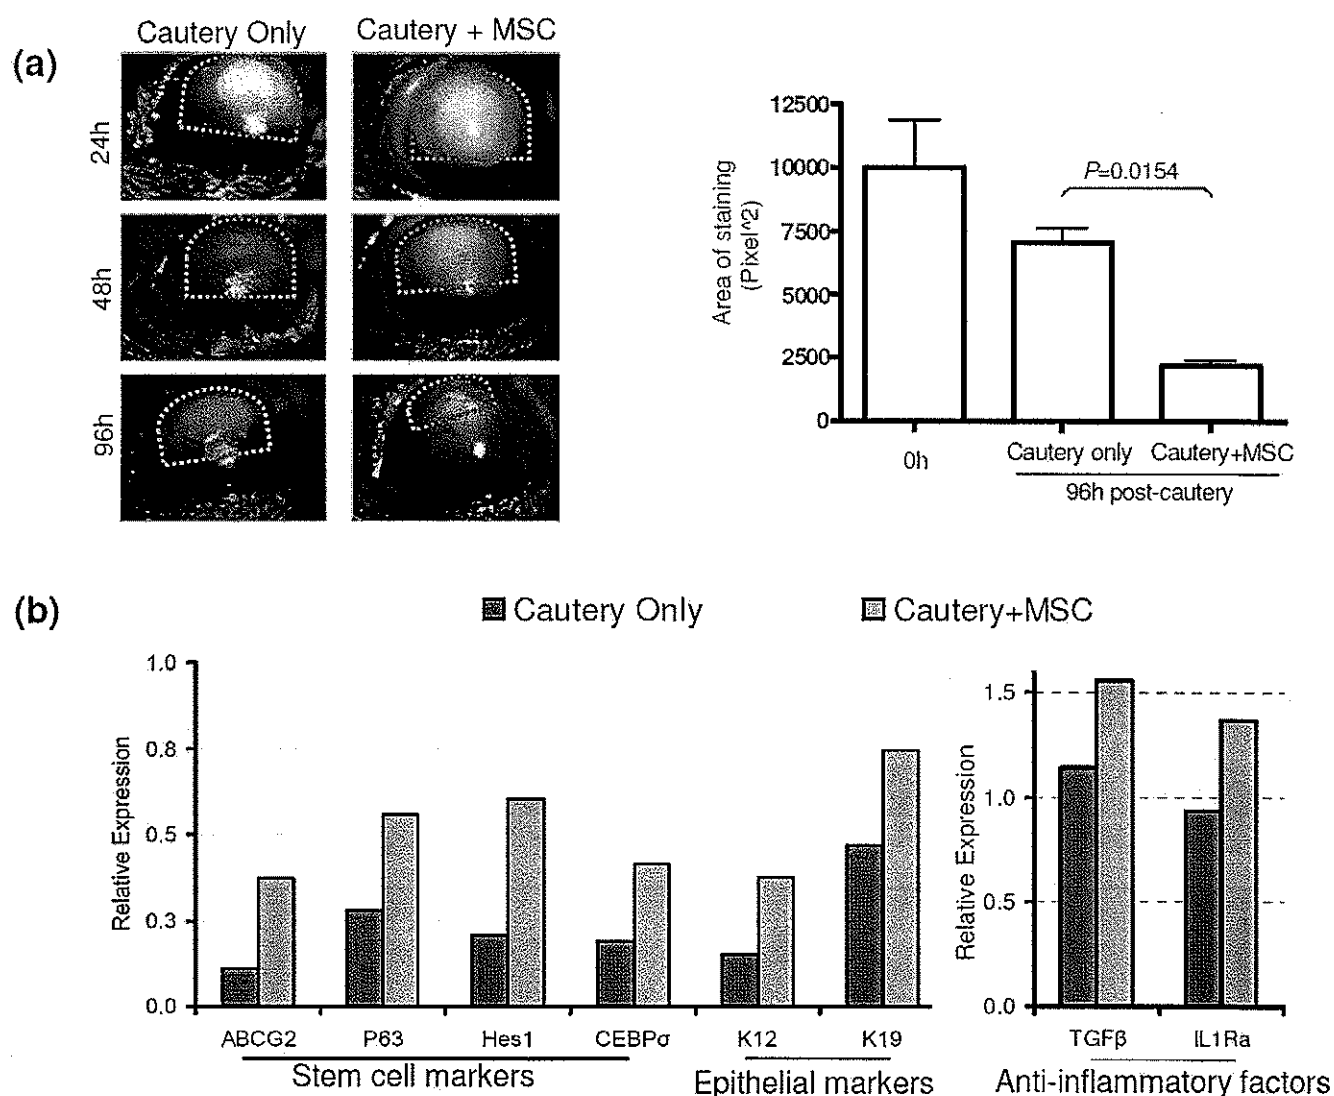 (a)
Cautery Only Cautery + MSC
24h
48h
96h
Area of staining
(Pixel^2)
12500
10000
7500
5000
2500
0
P=0.0154
0h
Cautery only Cautery+MSC
96h post-cautery
(b)
Cautery Only Cautery+MSC
Relative Expression
1.0
0.8
0.5
0.3
0.0
ABCG2 P63 Hes1 CEBPσ K12 K19
Stem cell markers Epithelial markers
Relative Expression
1.5
1.0
0.5
0.0
TGFβ IL1Ra
Anti-inflammatory factors